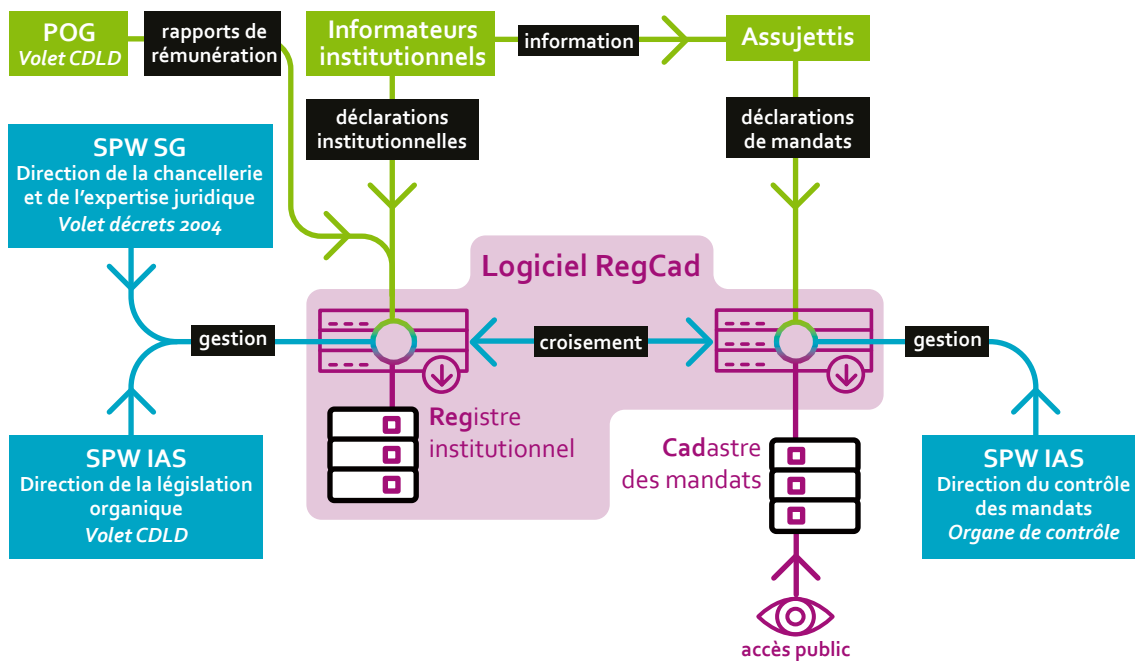 POG
Volet CDLD
rapports de
rémunération
Informateurs
institutionnels
information
Assujettis
déclarations
institutionnelles
déclarations
de mandats
SPW SG
Direction de la chancellerie
et de l'expertise juridique
Volet décrets 2004
Logiciel RegCad
gestion
croisement
gestion
Registre
institutionnel
Cadastre
des mandats
SPW IAS
Direction de la législation
organique
Volet CDLD
SPW IAS
Direction du contrôle
des mandats
Organe de contrôle
accès public